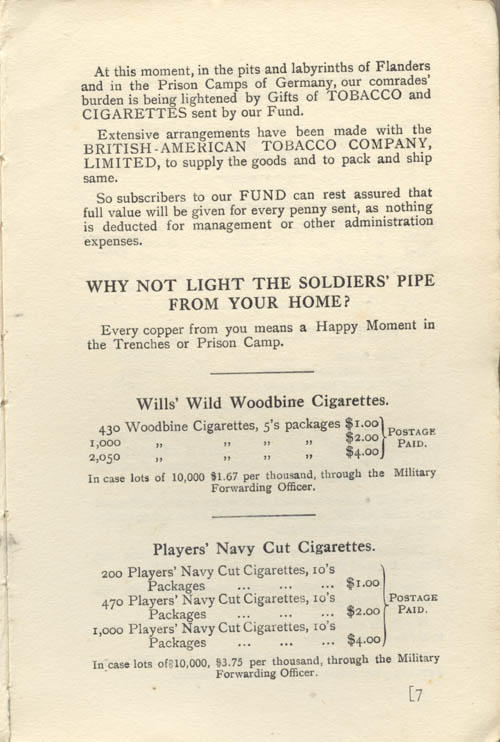 At this moment, in the pits and labyrinths of Flanders
and in the Prison Camps of Germany, our comrades'
burden is being lightened by Gifts of TOBACCO and
CIGARETTES sent by our Fund.
Extensive arrangements have been made with the
BRITISH-AMERICAN TOBACCO COMPANY,
LIMITED, to supply the goods and to pack and ship
same.
So subscribers to our FUND can rest assured that
full value will be given for every penny sent, as nothing
is deducted for management or other administration
expenses.
WHY NOT LIGHT THE SOLDIERS' PIPE
FROM YOUR HOME?
Every copper from you means a Happy Moment in
the Trenches or Prison Camp.
Wills' Wild Woodbine Cigarettes.
430 Woodbine Cigarettes, 5's packages $1.00
1,000 „ „ „ „ $2.00
2,050 „ „ „ „ $4.00
POSTAGE
PAID.
In case lots of 10,000 $1.67 per thousand, through the Military
Forwarding Officer.
Players' Navy Cut Cigarettes.
200 Players' Navy Cut Cigarettes, 10's
Packages ... ... ... $1.00
470 Players' Navy Cut Cigarettes, 10's
Packages ... ... ... $2.00
1,000 Players' Navy Cut Cigarettes, 10's
Packages ... ... ... $4.00
POSTAGE
PAID.
In case lots of 10,000, $3.75 per thousand, through the Military
Forwarding Officer.
[7